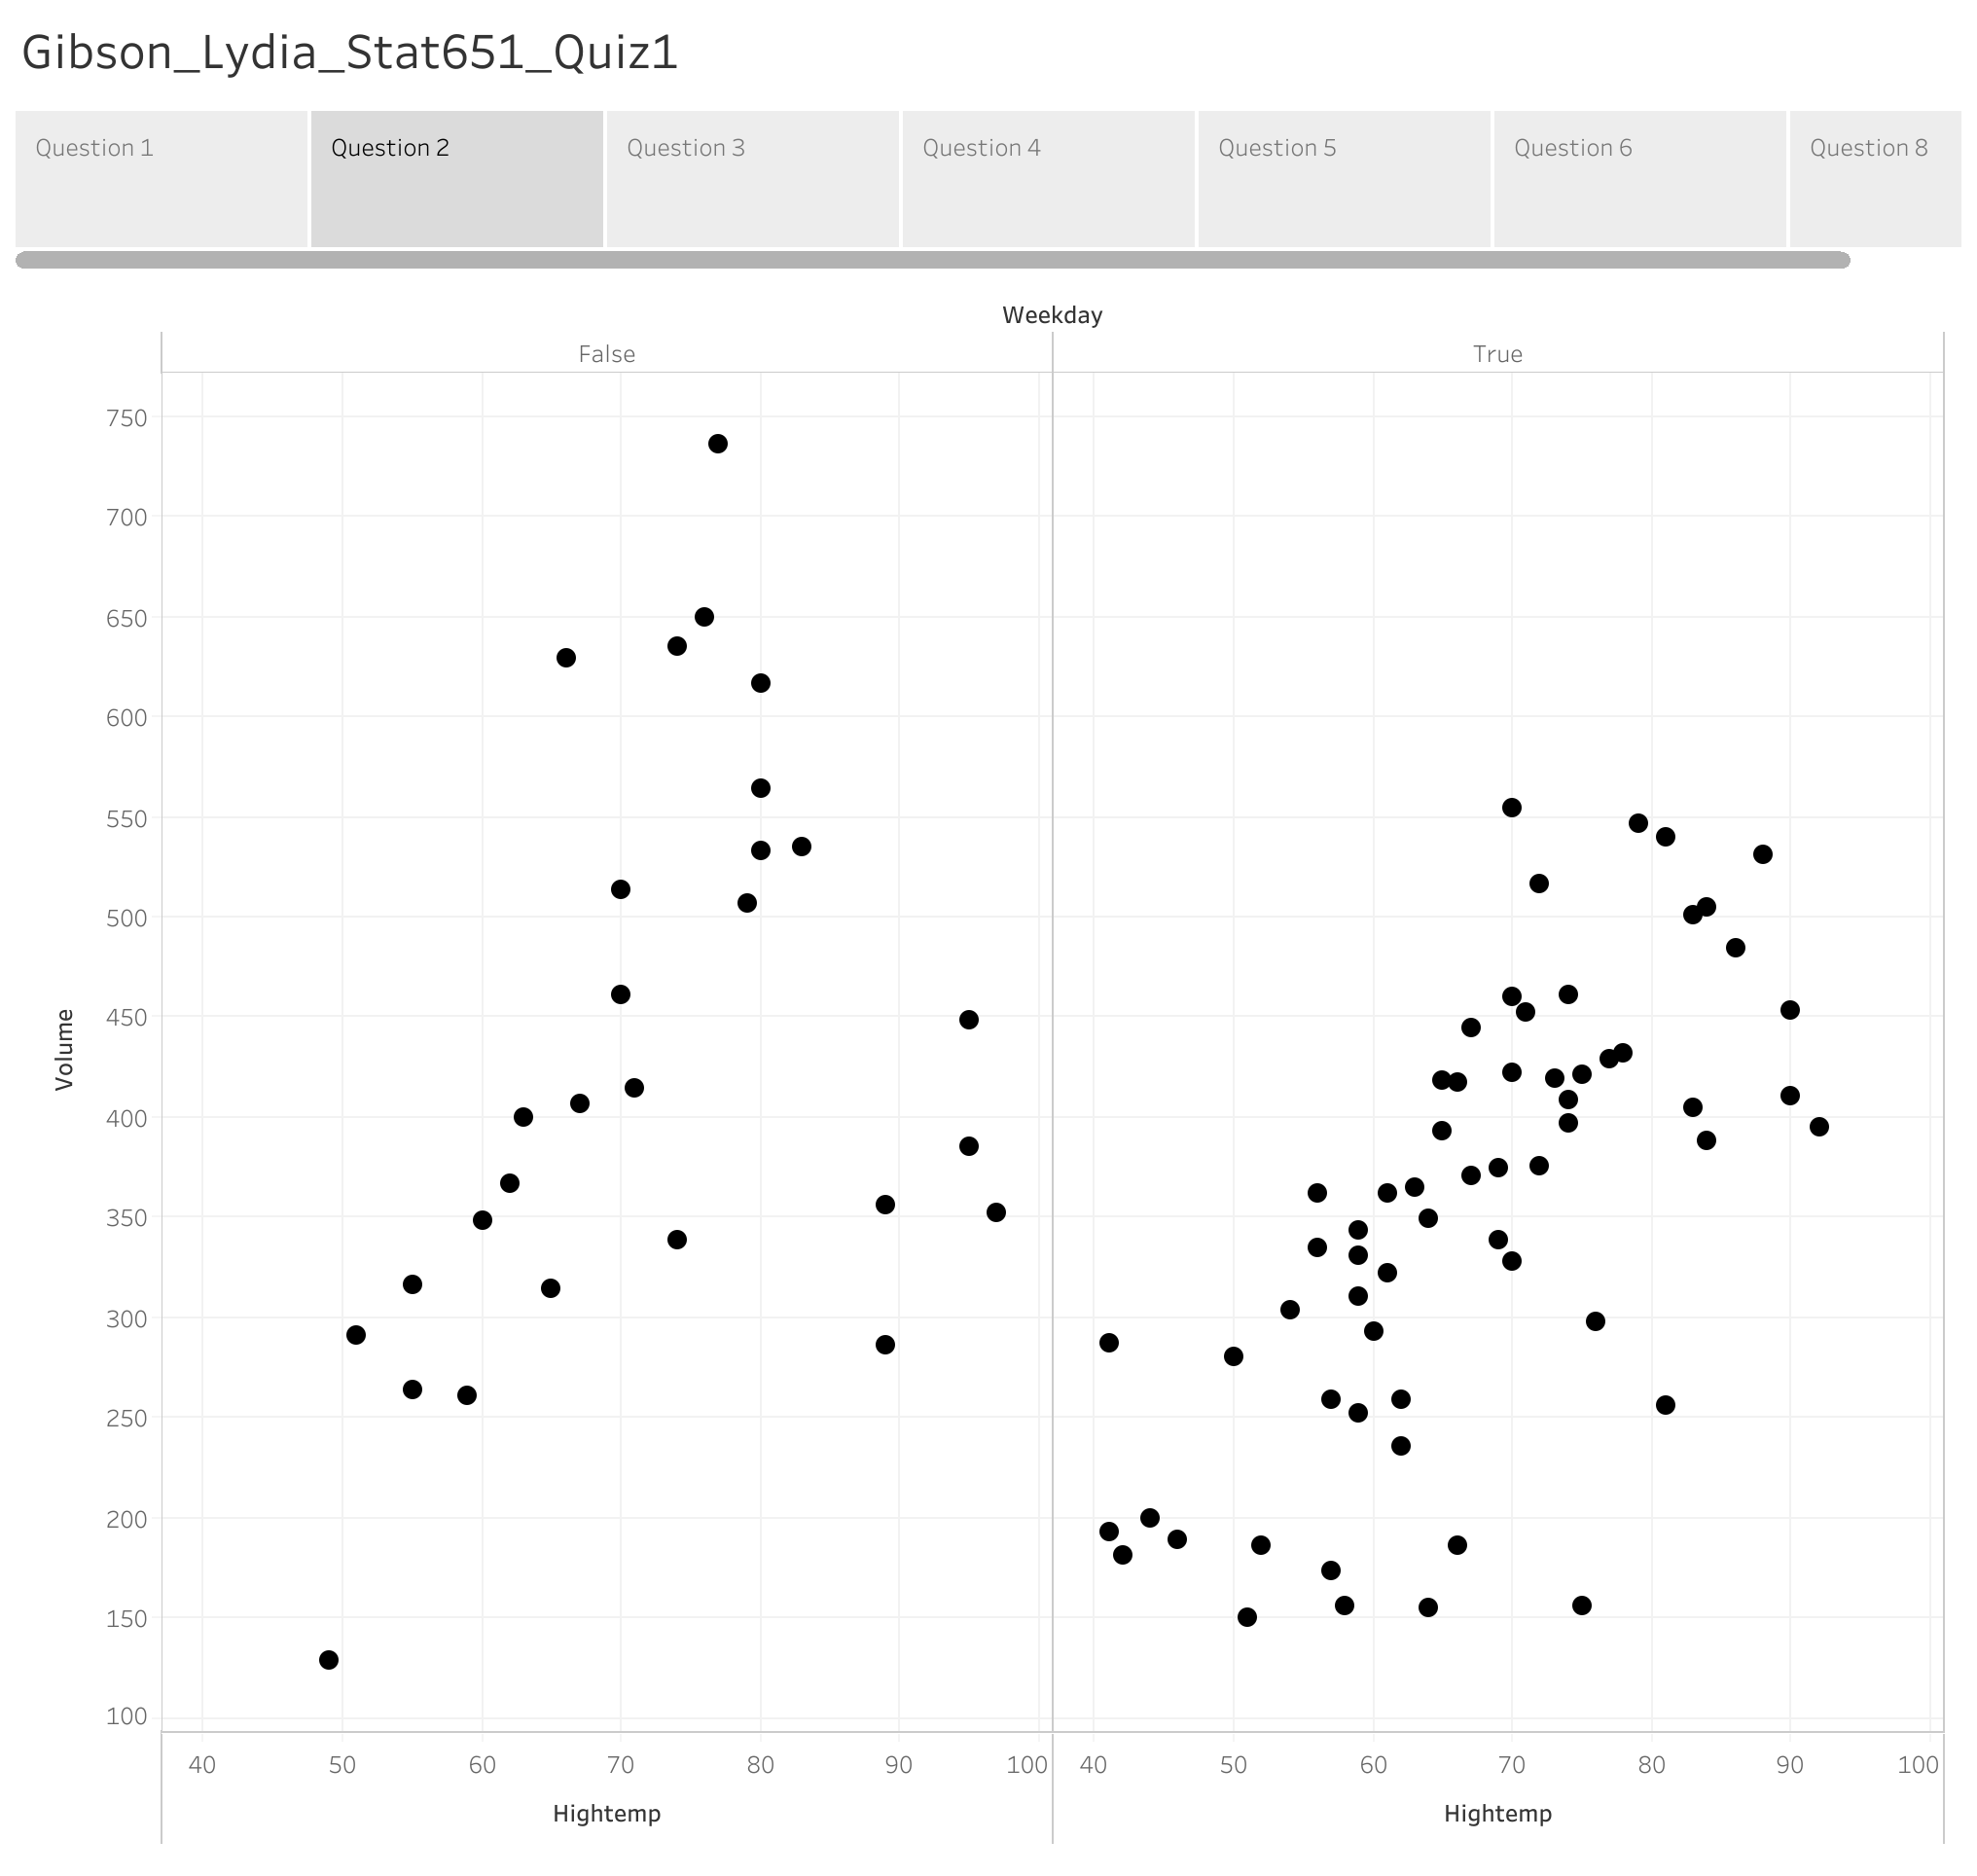 Gibson_Lydia_Stat651_Quiz1
Question 1 Question 2 Question 3 Question 4 Question 5 Question 6 Question 8
Weekday
False True
750
700
650
600
550
500
450
400
350
300
250
200
150
100
Volume
40 50 60 70 80 90 100 40 50 60 70 80 90 100
Hightemp Hightemp